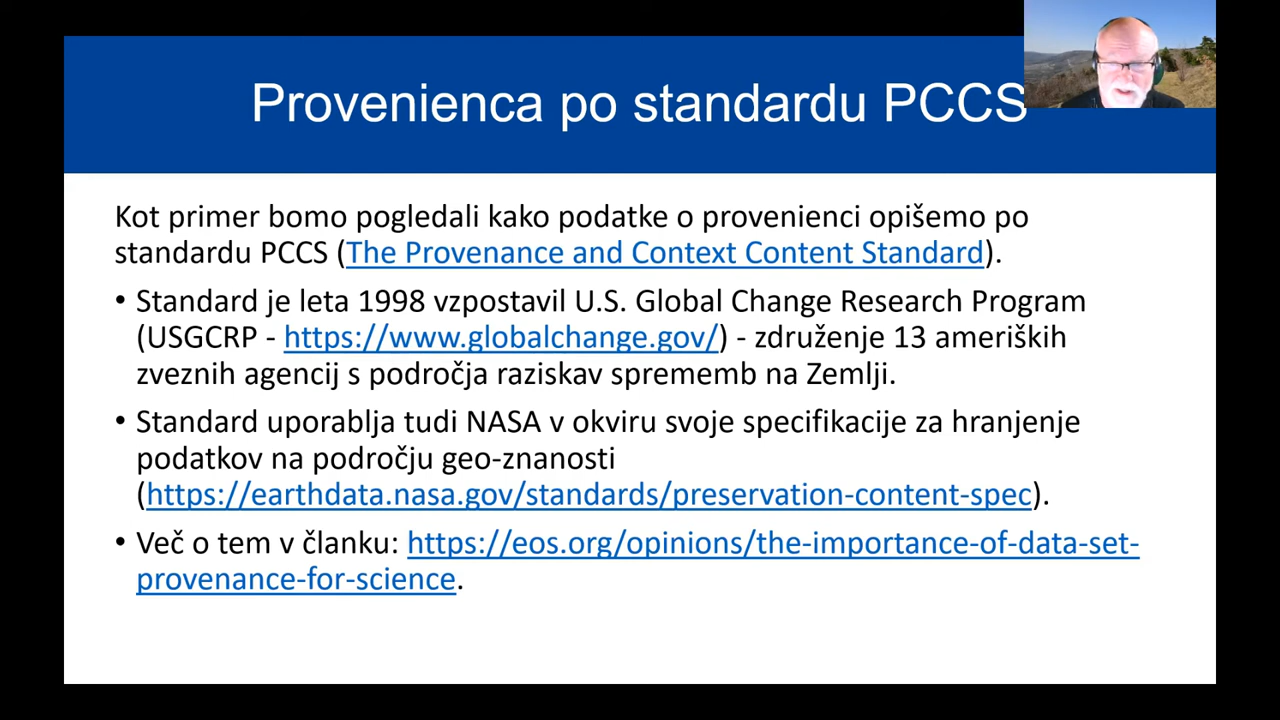 Provenienca po standardu PCCS
Kot primer bomo pogledali kako podatke o provenienci opišemo po
standardu PCCS (The Provenance and Context Content Standard).
• Standard je leta 1998 vzpostavil U.S. Global Change Research Program
(USGCRP - https://www.globalchange.gov/) - združenje 13 ameriških
zveznih agencij s področja raziskav sprememb na Zemlji.
• Standard uporablja tudi NASA v okviru svoje specifikacije za hranjenje
podatkov na področju geo-znanosti
(https://earthdata.nasa.gov/standards/preservation-content-spec).
• Več o tem v članku: https://eos.org/opinions/the-importance-of-data-set-
provenance-for-science.